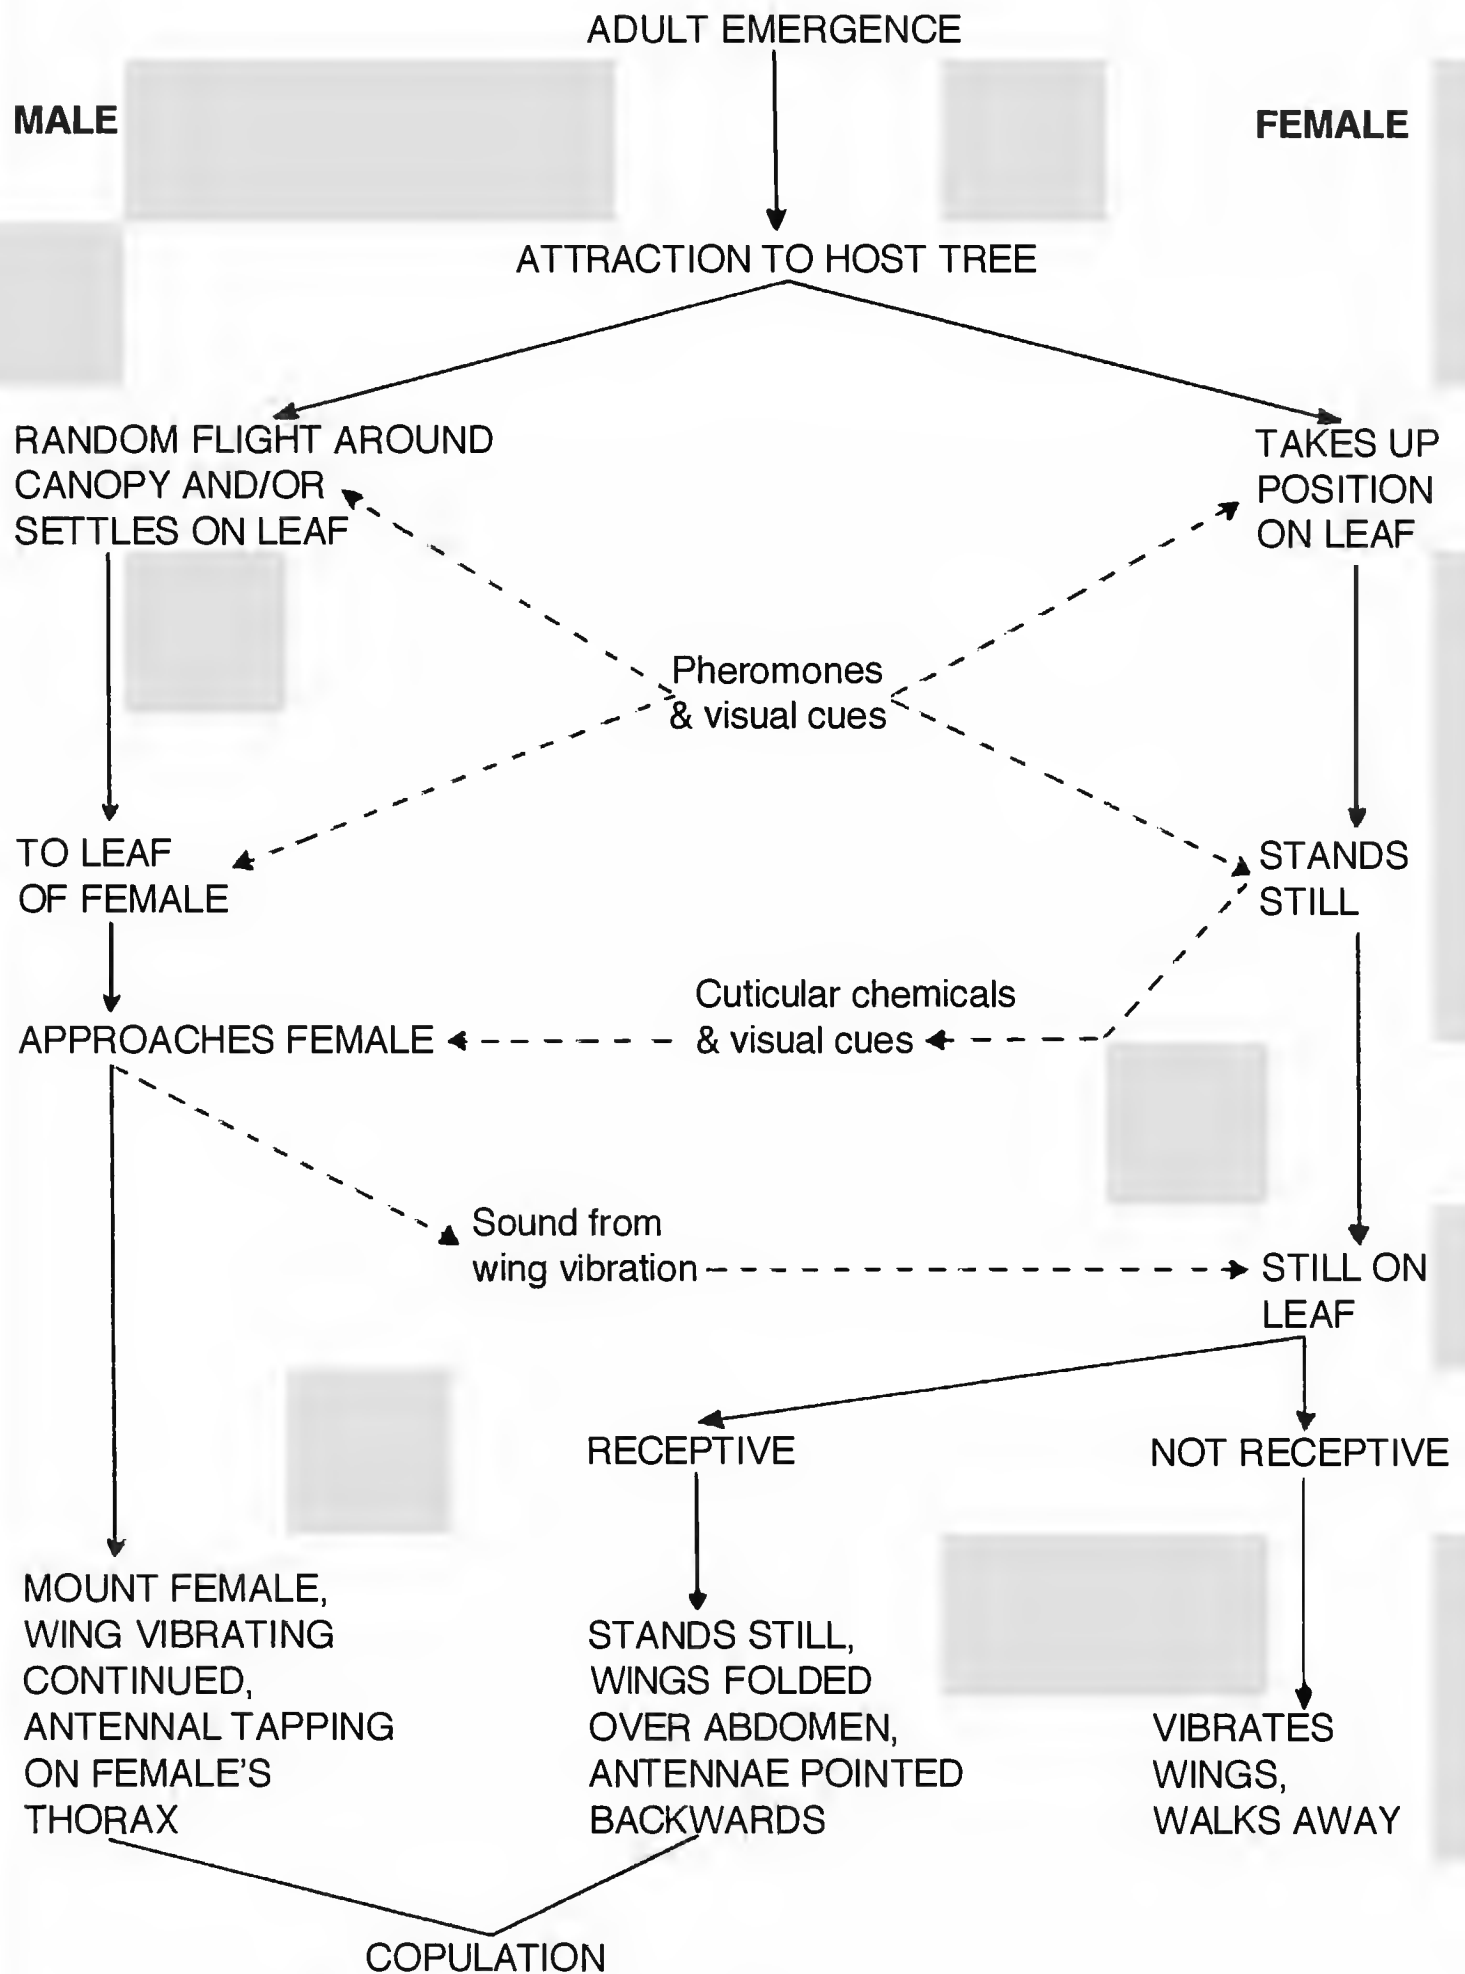 ADULT EMERGENCE
MALE
FEMALE
ATTRACTION TO HOST TREE
RANDOM FLIGHT AROUND
CANOPY AND/OR
SETTLES ON LEAF
TAKES UP
POSITION
ON LEAF
Pheromones
& visual cues
TO LEAF
OF FEMALE
STANDS
STILL
Cuticular chemicals
& visual cues
APPROACHES FEMALE
Sound from
wing vibration
STILL ON
LEAF
RECEPTIVE
NOT RECEPTIVE
MOUNT FEMALE,
WING VIBRATING
CONTINUED,
ANTENNAL TAPPING
ON FEMALE'S
THORAX
STANDS STILL,
WINGS FOLDED
OVER ABDOMEN,
ANTENNAE POINTED
BACKWARDS
VIBRATES
WINGS,
WALKS AWAY
COPULATION